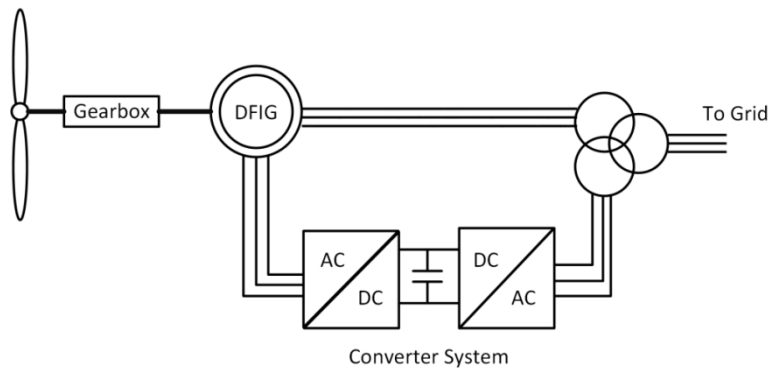 Gearbox
DFIG
To Grid
AC
DC
DC
AC
Converter System